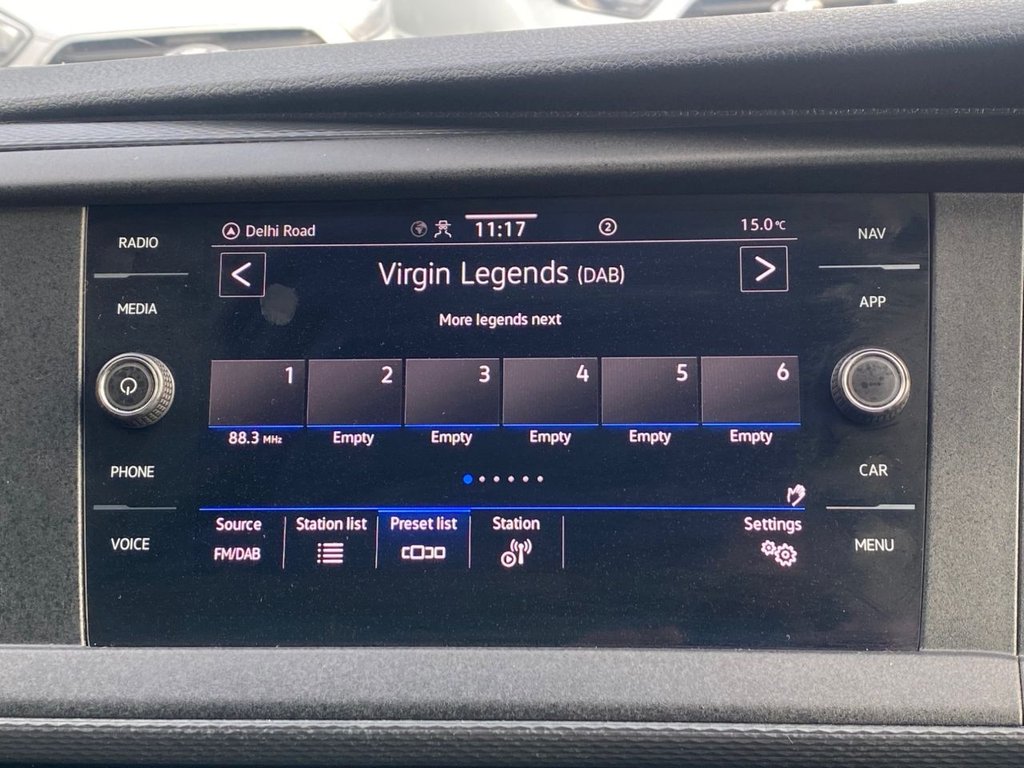 RADIO
MEDIA
PHONE
VOICE
Delhi Road
11:17
2
15.0°C
< Virgin Legends (DAB) >
More legends next
1 2 3 4 5 6
88.3 MHz Empty Empty Empty Empty Empty
Source Station list Preset list Station Settings
FM/DAB
NAV
APP
CAR
MENU